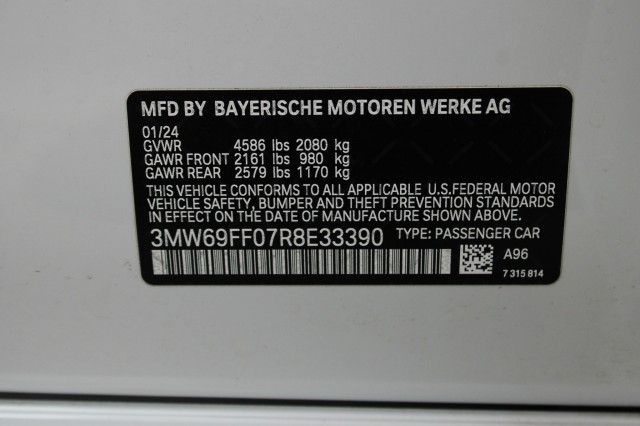 MFD BY BAYERISCHE MOTOREN WERKE AG
01/24
GVWR 4586 lbs 2080 kg
GAWR FRONT 2161 lbs 980 kg
GAWR REAR 2579 lbs 1170 kg
THIS VEHICLE CONFORMS TO ALL APPLICABLE U.S.FEDERAL MOTOR
VEHICLE SAFETY, BUMPER, AND THEFT PREVENTION STANDARDS
IN EFFECT ON THE DATE OF MANUFACTURE SHOWN ABOVE.
3MW69FF07R8E33390 TYPE: PASSENGER CAR
A96
7 315 814